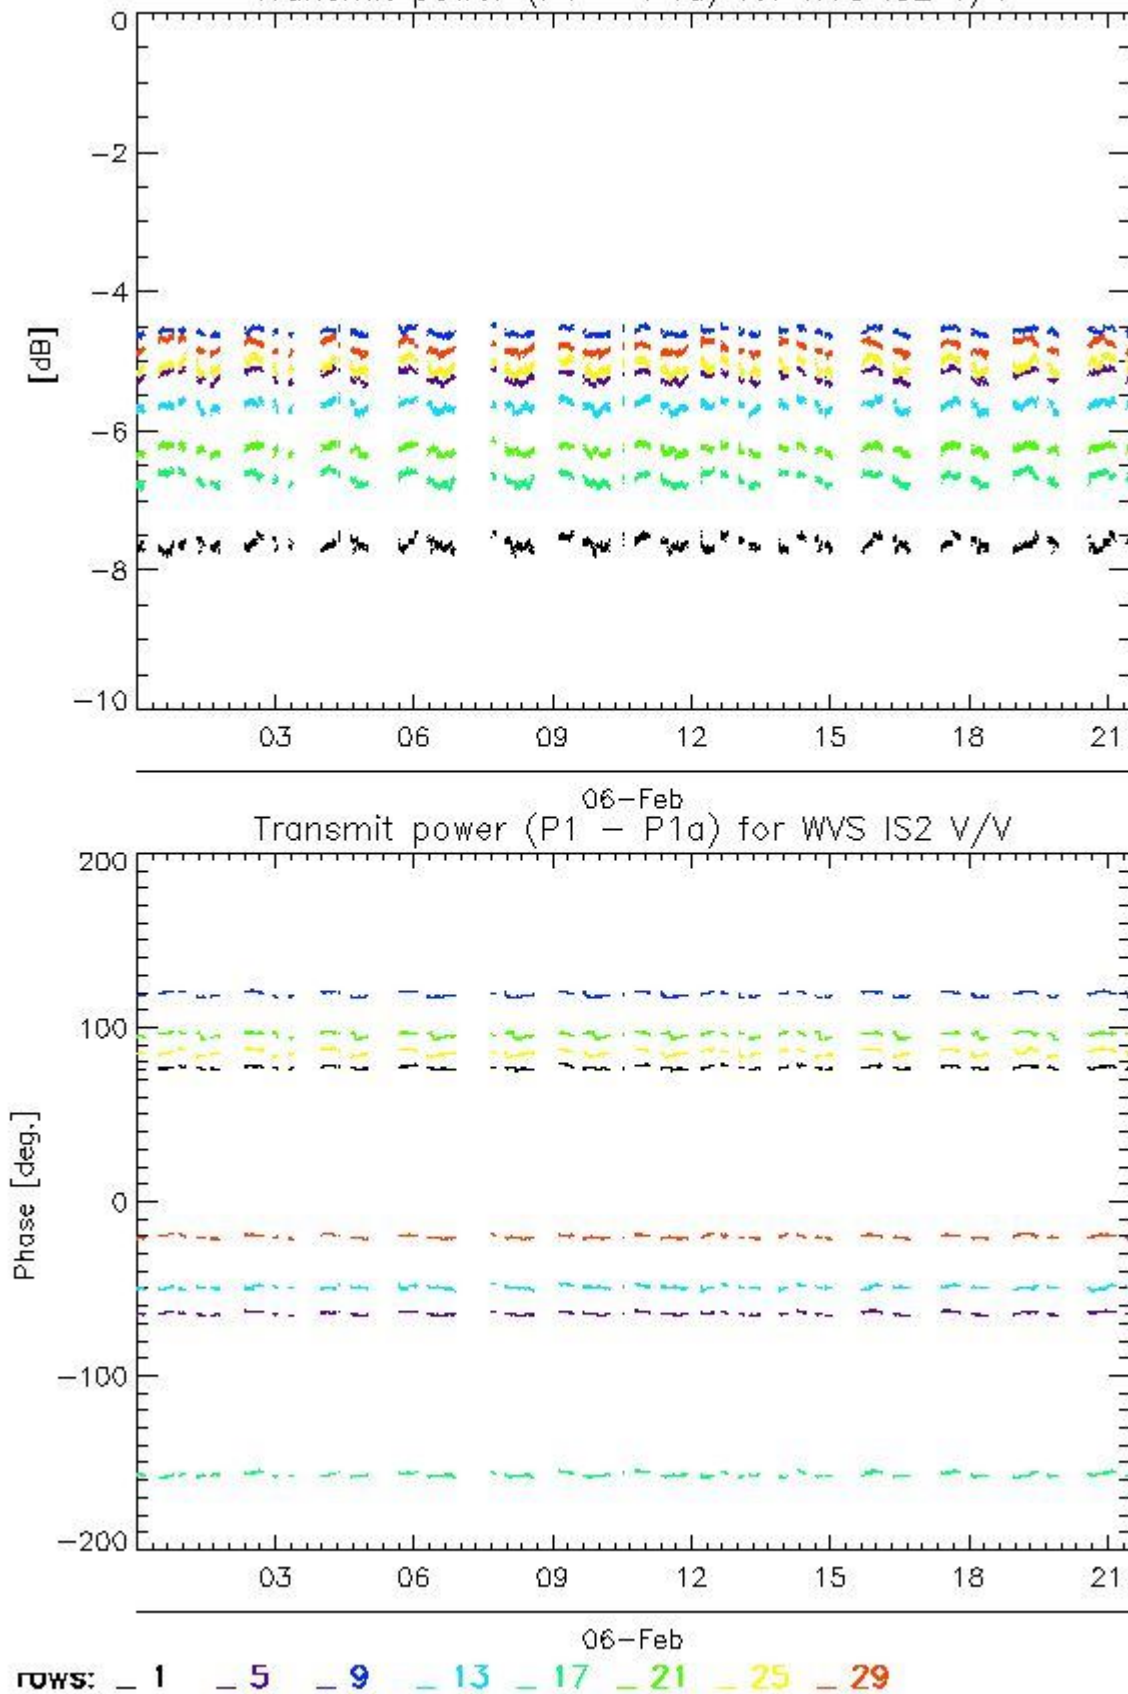 0
-2
-4
[dB]
-6
-8
-10
03 06 09 12 15 18 21
06-Feb
Transmit power (P1 - P1a) for WVS IS2 V/V
200
100
0
Phase [deg.]
-100
-200
03 06 09 12 15 18 21
06-Feb
rows: _ 1 _ 5 _ 9 _ 13 _ 17 _ 21 _ 25 _ 29